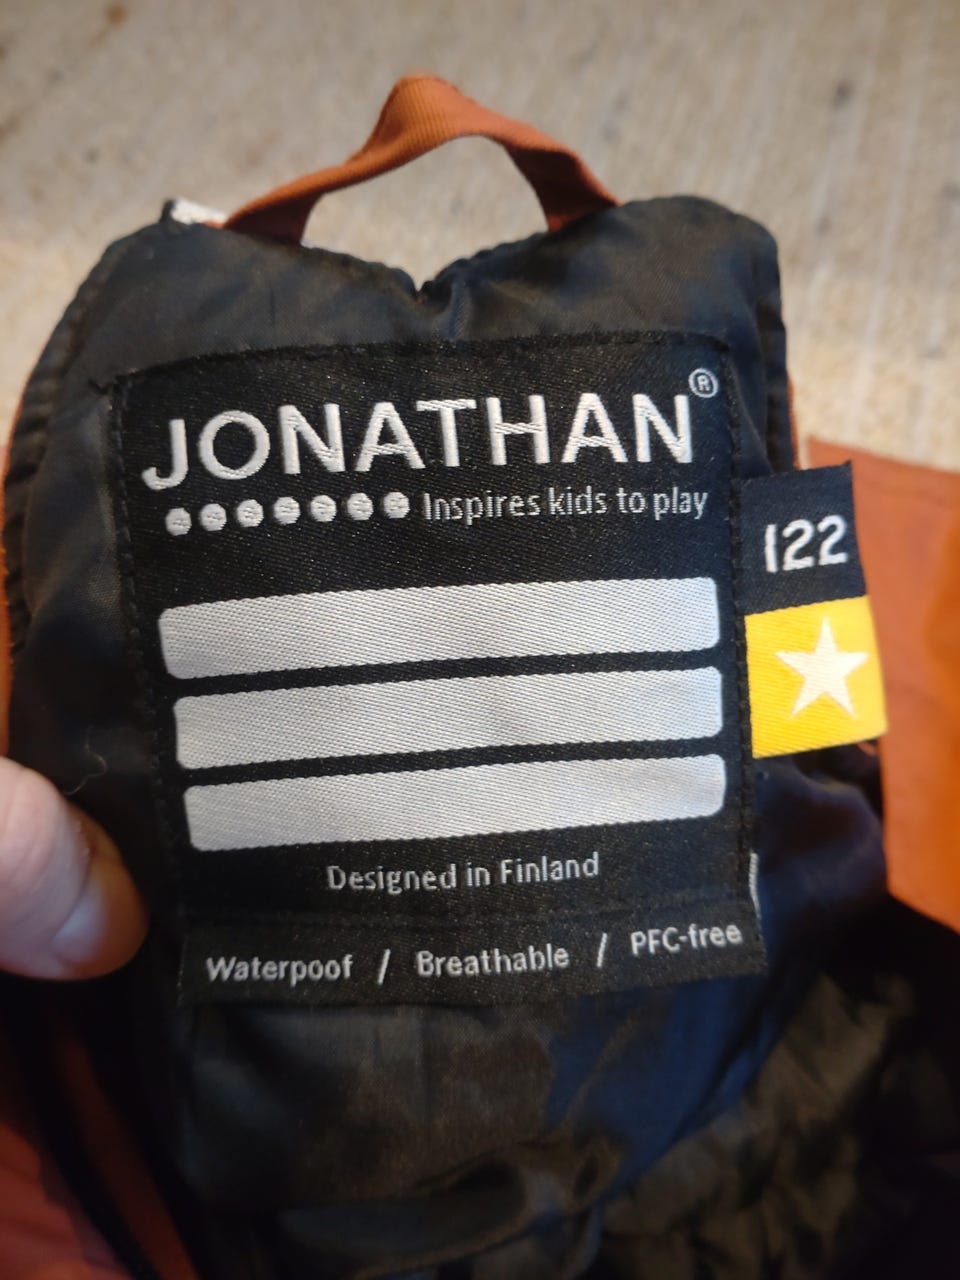 JONATHAN®
Inspires kids to play
122
Designed in Finland
Waterpoof / Breathable / PFC-free